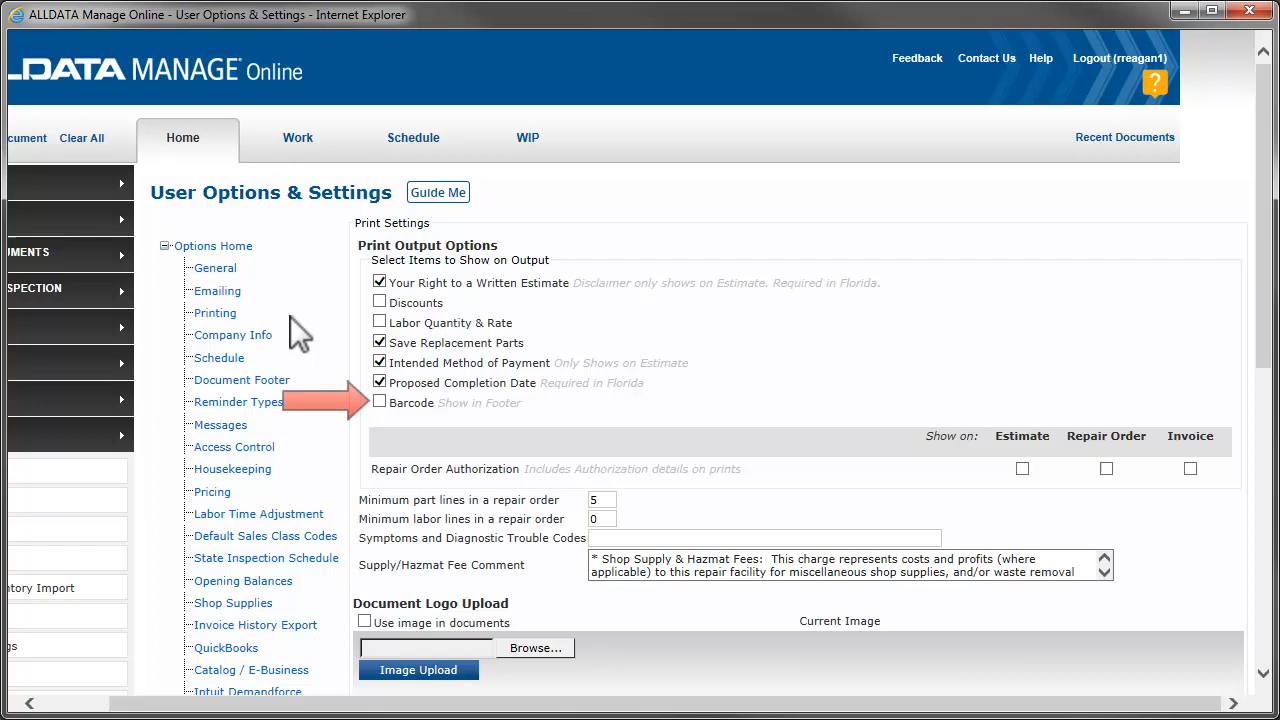 ALLDATA Manage Online - User Options & Settings - Internet Explorer
LLDATA MANAGE® Online
Feedback Contact Us Help Logout (rreagan1)
?
cument Clear All Home Work Schedule WIP Recent Documents
User Options & Settings Guide Me
UMENTS
SPECTION
ntory Import
gs
Options Home
General
Emailing
Printing
Company Info
Schedule
Document Footer
Reminder Types
Messages
Access Control
Housekeeping
Pricing
Labor Time Adjustment
Default Sales Class Codes
State Inspection Schedule
Opening Balances
Shop Supplies
Invoice History Export
QuickBooks
Catalog / E-Business
Intuit Demandforce
Print Settings
Print Output Options
Select Items to Show on Output
Your Right to a Written Estimate Disclaimer only shows on Estimate. Required in Florida.
Discounts
Labor Quantity & Rate
Save Replacement Parts
Intended Method of Payment Only Shows on Estimate
Proposed Completion Date Required in Florida
Barcode Show in Footer
Show on: Estimate Repair Order Invoice
Repair Order Authorization Includes Authorization details on prints
Minimum part lines in a repair order 5
Minimum labor lines in a repair order 0
Symptoms and Diagnostic Trouble Codes
Supply/Hazmat Fee Comment
* Shop Supply & Hazmat Fees: This charge represents costs and profits (where
applicable) to this repair facility for miscellaneous shop supplies, and/or waste removal
Document Logo Upload
Use image in documents Current Image
Browse...
Image Upload